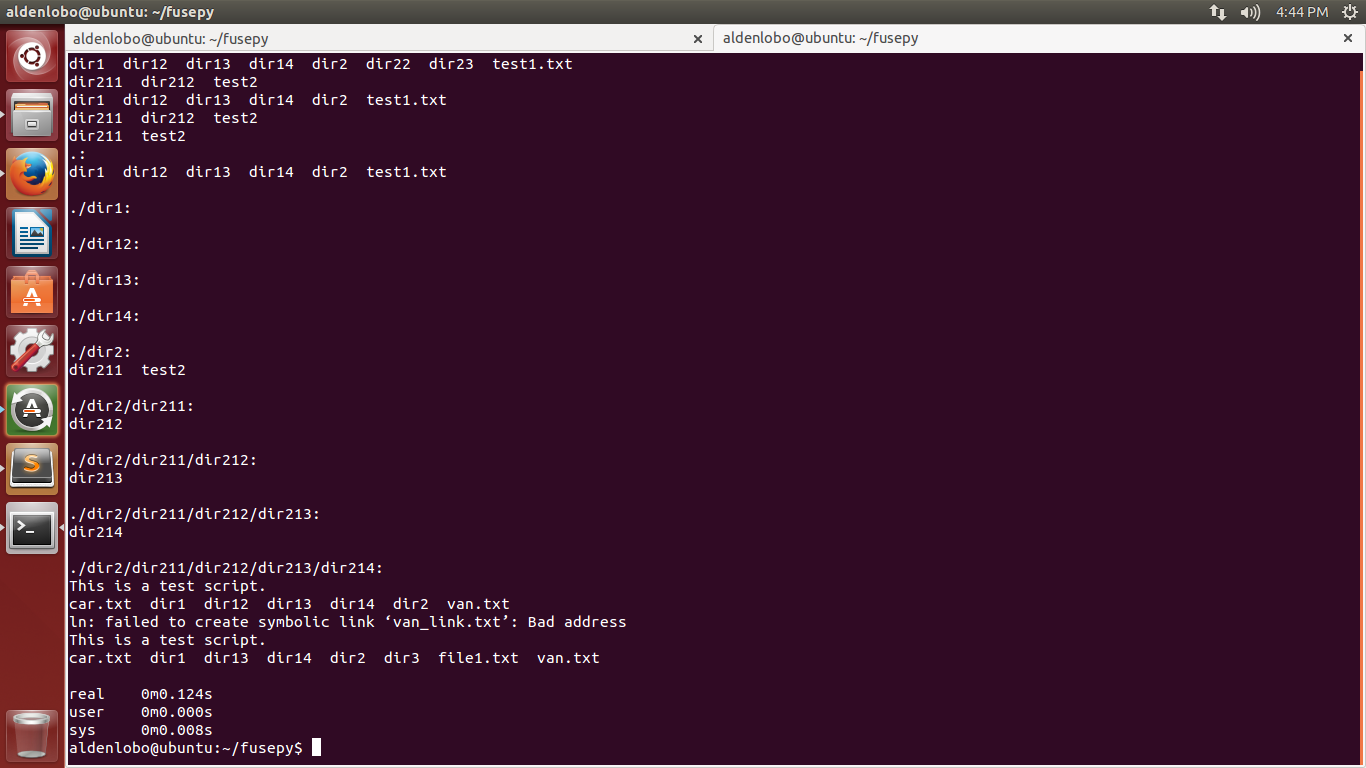 aldenlobo@ubuntu: ~/fusepy
4:44 PM
aldenlobo@ubuntu: ~/fusepy × aldenlobo@ubuntu: ~/fusepy ×
dir1  dir12  dir13  dir14  dir2  dir22  dir23  test1.txt
dir211  dir212  test2
dir1  dir12  dir13  dir14  dir2  test1.txt
dir211  dir212  test2
dir211  test2
.:
dir1  dir12  dir13  dir14  dir2  test1.txt
./dir1:
./dir12:
./dir13:
./dir14:
./dir2:
dir211  test2
./dir2/dir211:
dir212
./dir2/dir211/dir212:
dir213
./dir2/dir211/dir212/dir213:
dir214
./dir2/dir211/dir212/dir213/dir214:
This is a test script.
car.txt  dir1  dir12  dir13  dir14  dir2  van.txt
ln: failed to create symbolic link ‘van_link.txt’: Bad address
This is a test script.
car.txt  dir1  dir13  dir14  dir2  dir3  file1.txt  van.txt
real    0m0.124s
user    0m0.000s
sys     0m0.008s
aldenlobo@ubuntu:~/fusepy$